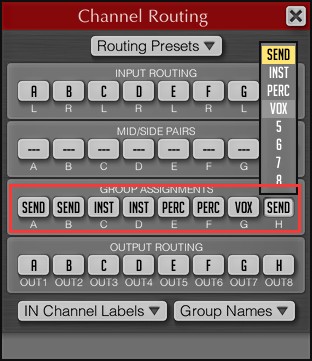 Channel Routing
Routing Presets
INPUT ROUTING
A B C D E F G
L R L R L R L
MID/SIDE PAIRS
--- --- --- --- --- --- ---
A B C D E F G
SEND
INST
PERC
VOX
5
6
7
8
GROUP ASSIGNMENTS
SEND SEND INST INST PERC PERC VOX SEND
A B C D E F G H
OUTPUT ROUTING
A B C D E F G H
OUT1 OUT2 OUT3 OUT4 OUT5 OUT6 OUT7 OUT8
IN Channel Labels Group Names